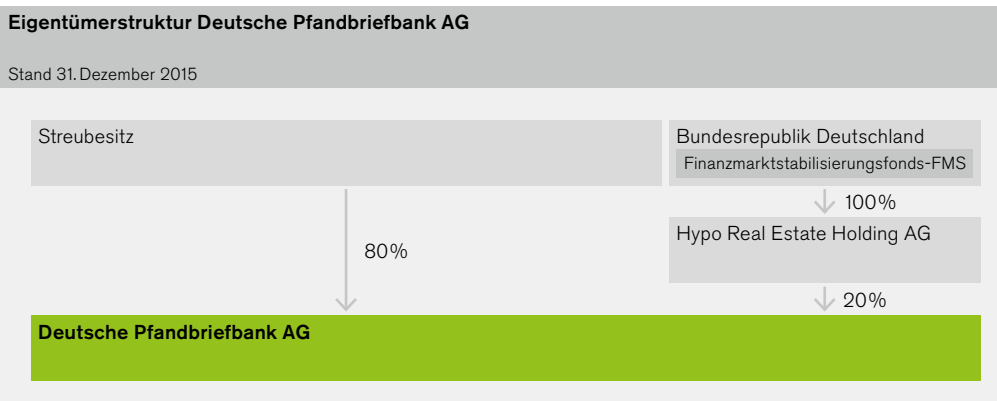 Eigentümerstruktur Deutsche Pfandbriefbank AG
Stand 31. Dezember 2015
Streubesitz
Bundesrepublik Deutschland
Finanzmarktstabilisierungsfonds-FMS
100%
Hypo Real Estate Holding AG
80%
20%
Deutsche Pfandbriefbank AG